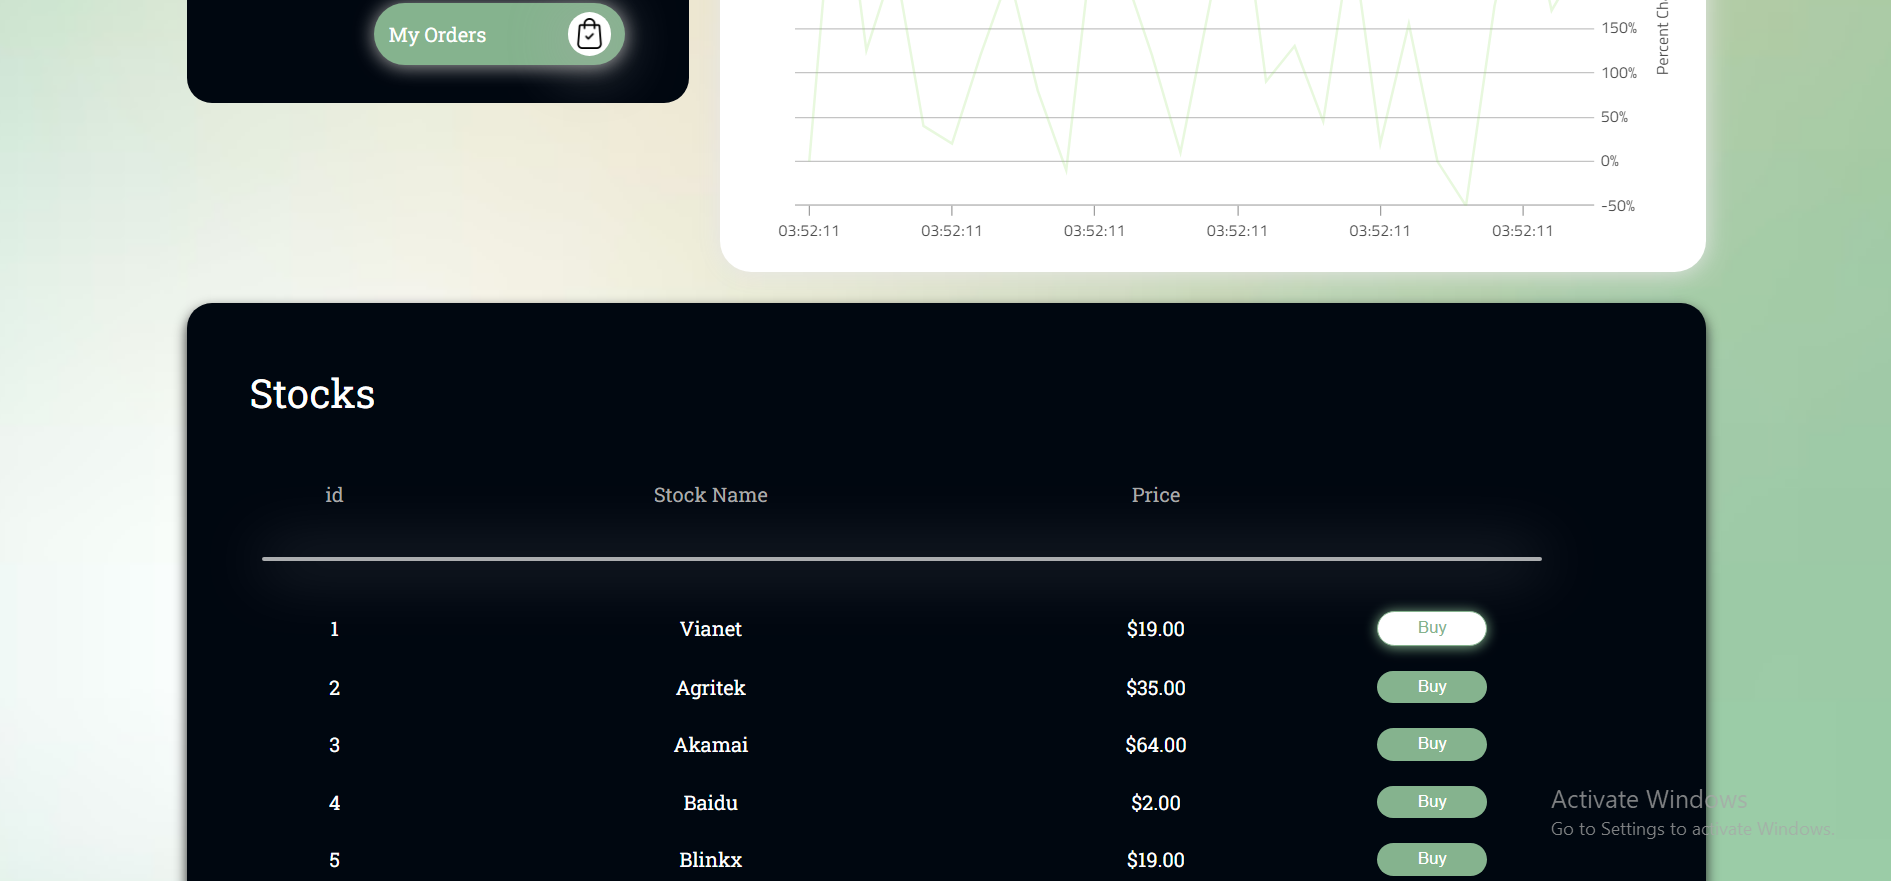 My Orders
150%
100%
50%
0%
-50%
03:52:11 03:52:11 03:52:11 03:52:11 03:52:11 03:52:11
Stocks
id Stock Name Price
1 Vianet $19.00 Buy
2 Agritek $35.00 Buy
3 Akamai $64.00 Buy
4 Baidu $2.00 Buy
5 Blinkx $19.00 Buy
Activate Windows
Go to Settings to activate Windows.
Percent